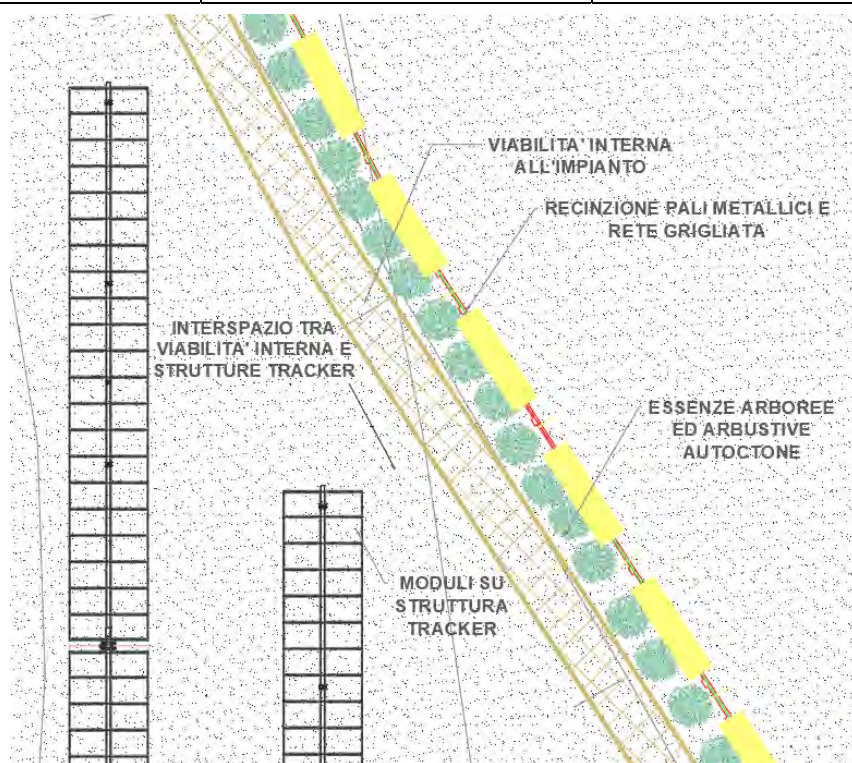 VIABILITA' INTERNA
ALL'IMPIANTO
RECINZIONE PALI METALLICI E
RETE GRIGLIATA
INTERSPAZIO TRA
VIABILITA' INTERNA E
STRUTTURE TRACKER
ESSENZE ARBOREE
ED ARBUSTIVE
AUTOCTONE
MODULI SU
STRUTTURA
TRACKER